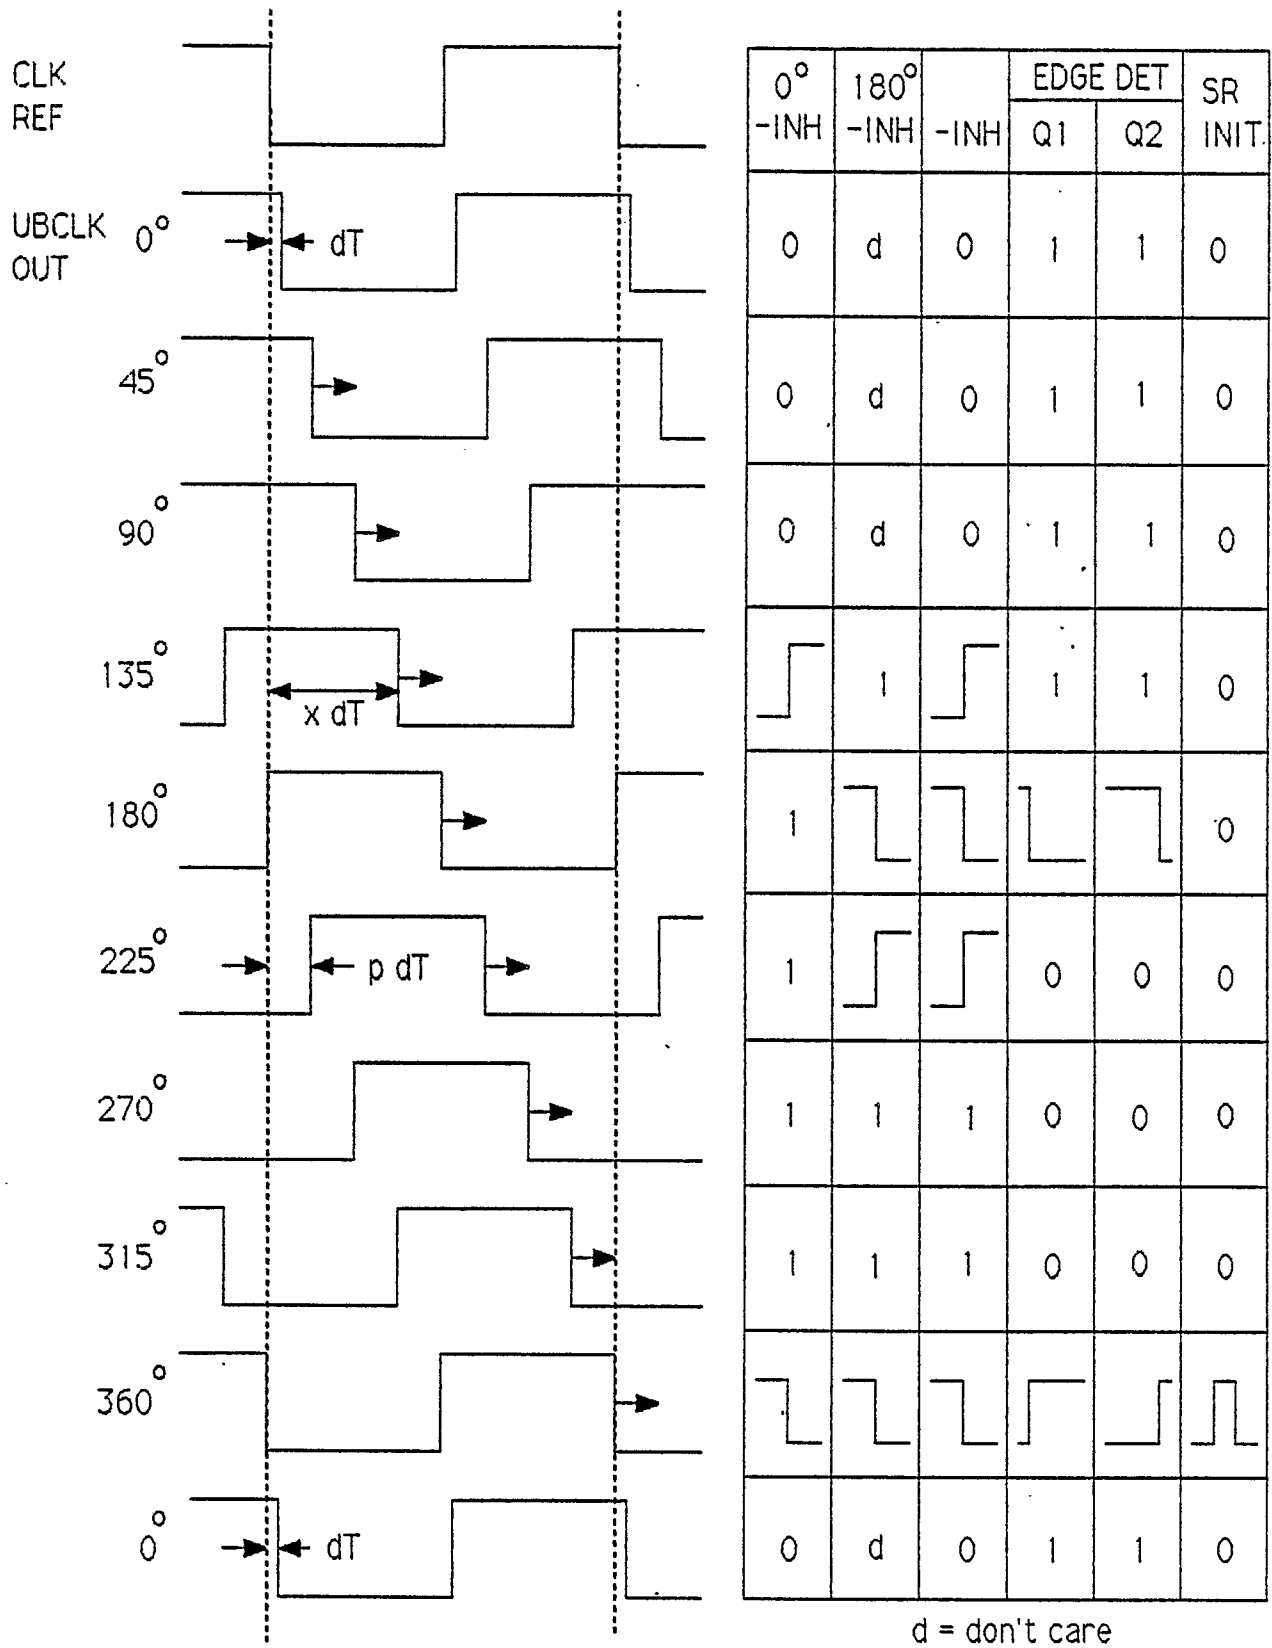 CLK
REF
0° 180° EDGE DET SR
-INH -INH -INH Q1 Q2 INIT.
UBCLK 0° dT 0 d 0 1 1 0
OUT
45° 0 d 0 1 1 0
90° 0 d 0 1 1 0
135° x dT 1 1 1 0
180° 1 0
225° p dT 1 0 0 0
270° 1 1 1 0 0 0
315° 1 1 1 0 0 0
360°
0° dT 0 d 0 1 1 0
d = don't care